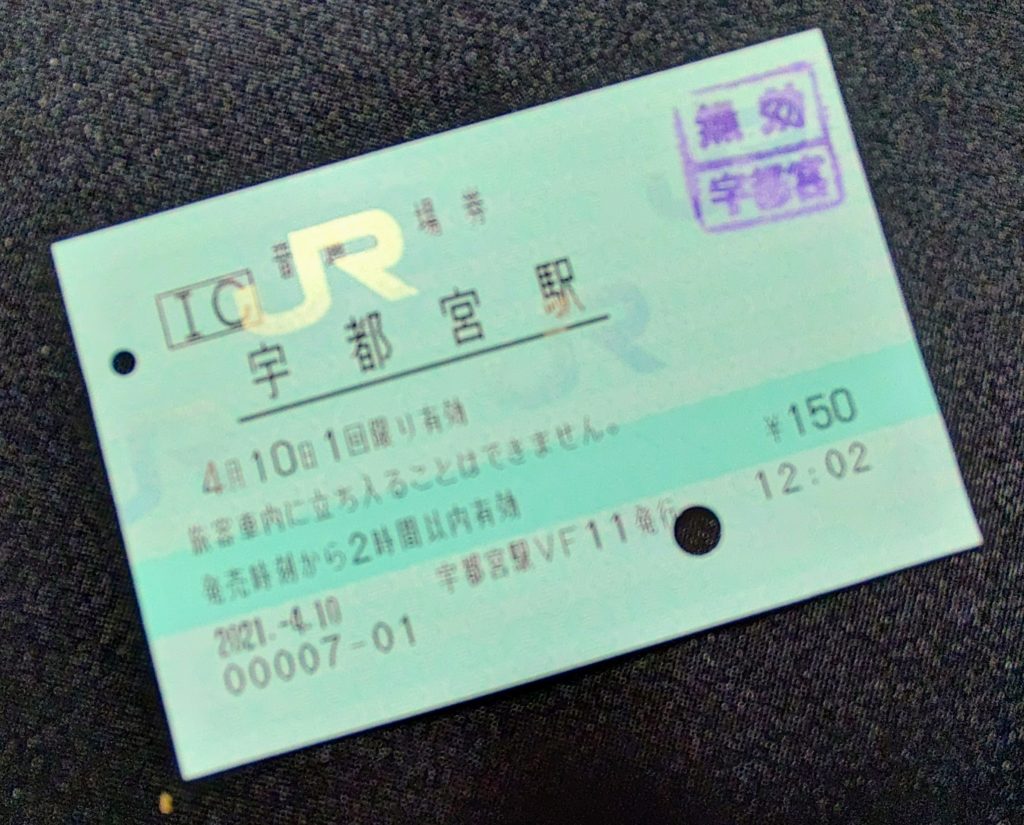 無効
宇都宮
JR
普通入場券
IC
宇都宮駅
4月10日1回限り有効
旅客車内に立ち入ることはできません。
発売時刻から2時間以内有効
¥150
2021.-4.10
宇都宮駅VF11発行
12:02
00007-01